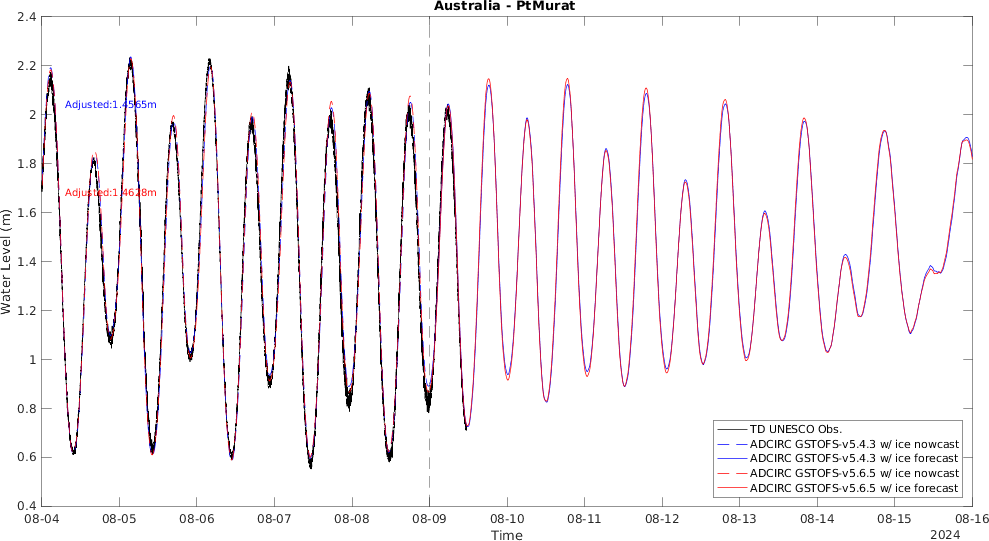 Australia - PtMurat
2.4
2.2
2
1.8
1.6
1.4
1.2
1
0.8
0.6
0.4
Water Level (m)
Adjusted:1.4565m
Adjusted:1.4628m
TD UNESCO Obs.
ADCIRC GSTOFS-v5.4.3 w/ ice nowcast
ADCIRC GSTOFS-v5.4.3 w/ ice forecast
ADCIRC GSTOFS-v5.6.5 w/ ice nowcast
ADCIRC GSTOFS-v5.6.5 w/ ice forecast
08-04 08-05 08-06 08-07 08-08 08-09 08-10 08-11 08-12 08-13 08-14 08-15 08-16
Time
2024